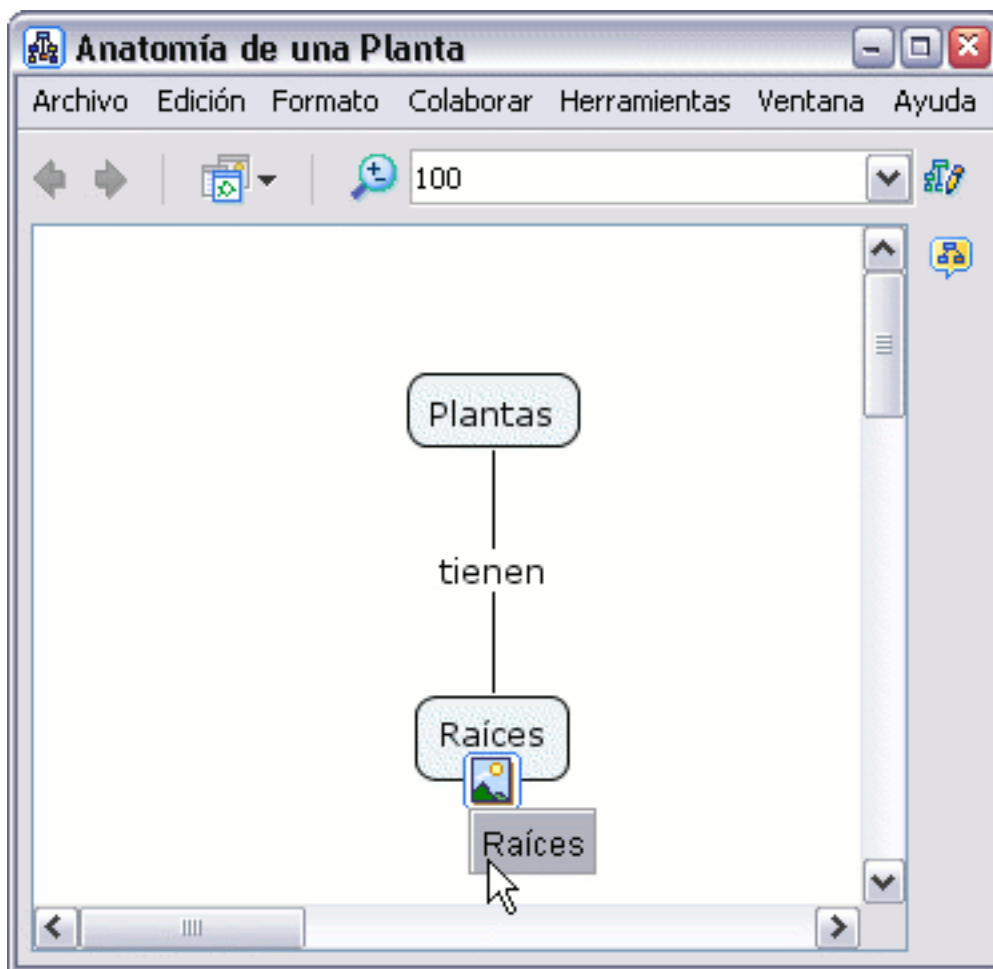 Anatomía de una Planta
Archivo Edición Formato Colaborar Herramientas Ventana Ayuda
100
Plantas
tienen
Raíces
Raíces